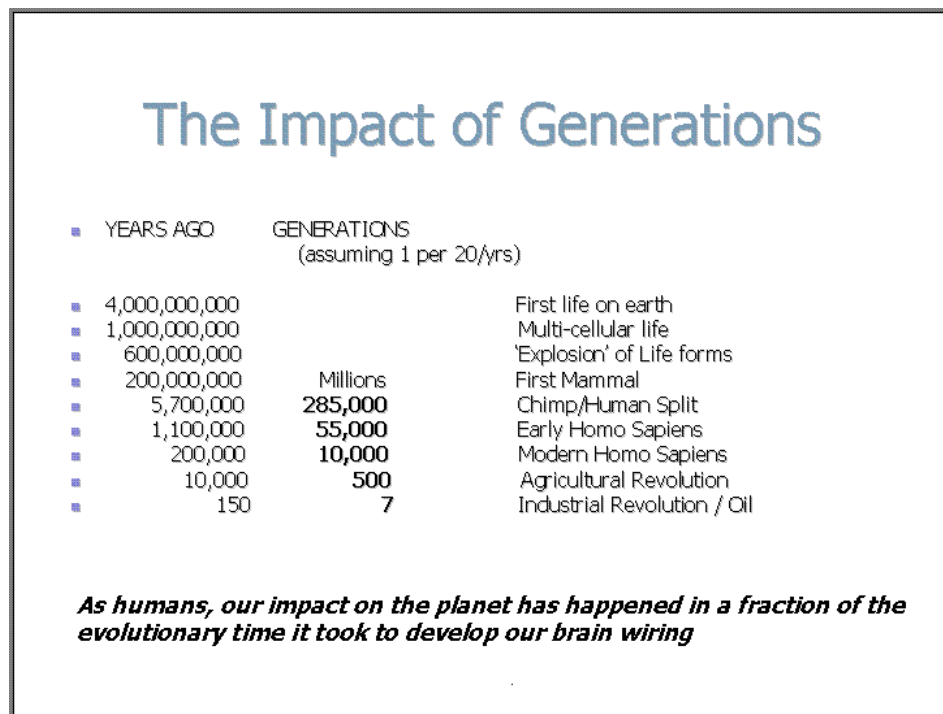 The Impact of Generations
YEARS AGO GENERATIONS
(assuming 1 per 20/yrs)
4,000,000,000 First life on earth
1,000,000,000 Multi-cellular life
600,000,000 'Explosion' of Life forms
200,000,000 Millions First Mammal
5,700,000 285,000 Chimp/Human Split
1,100,000 55,000 Early Homo Sapiens
200,000 10,000 Modern Homo Sapiens
10,000 500 Agricultural Revolution
150 7 Industrial Revolution / Oil
As humans, our impact on the planet has happened in a fraction of the
evolutionary time it took to develop our brain wiring